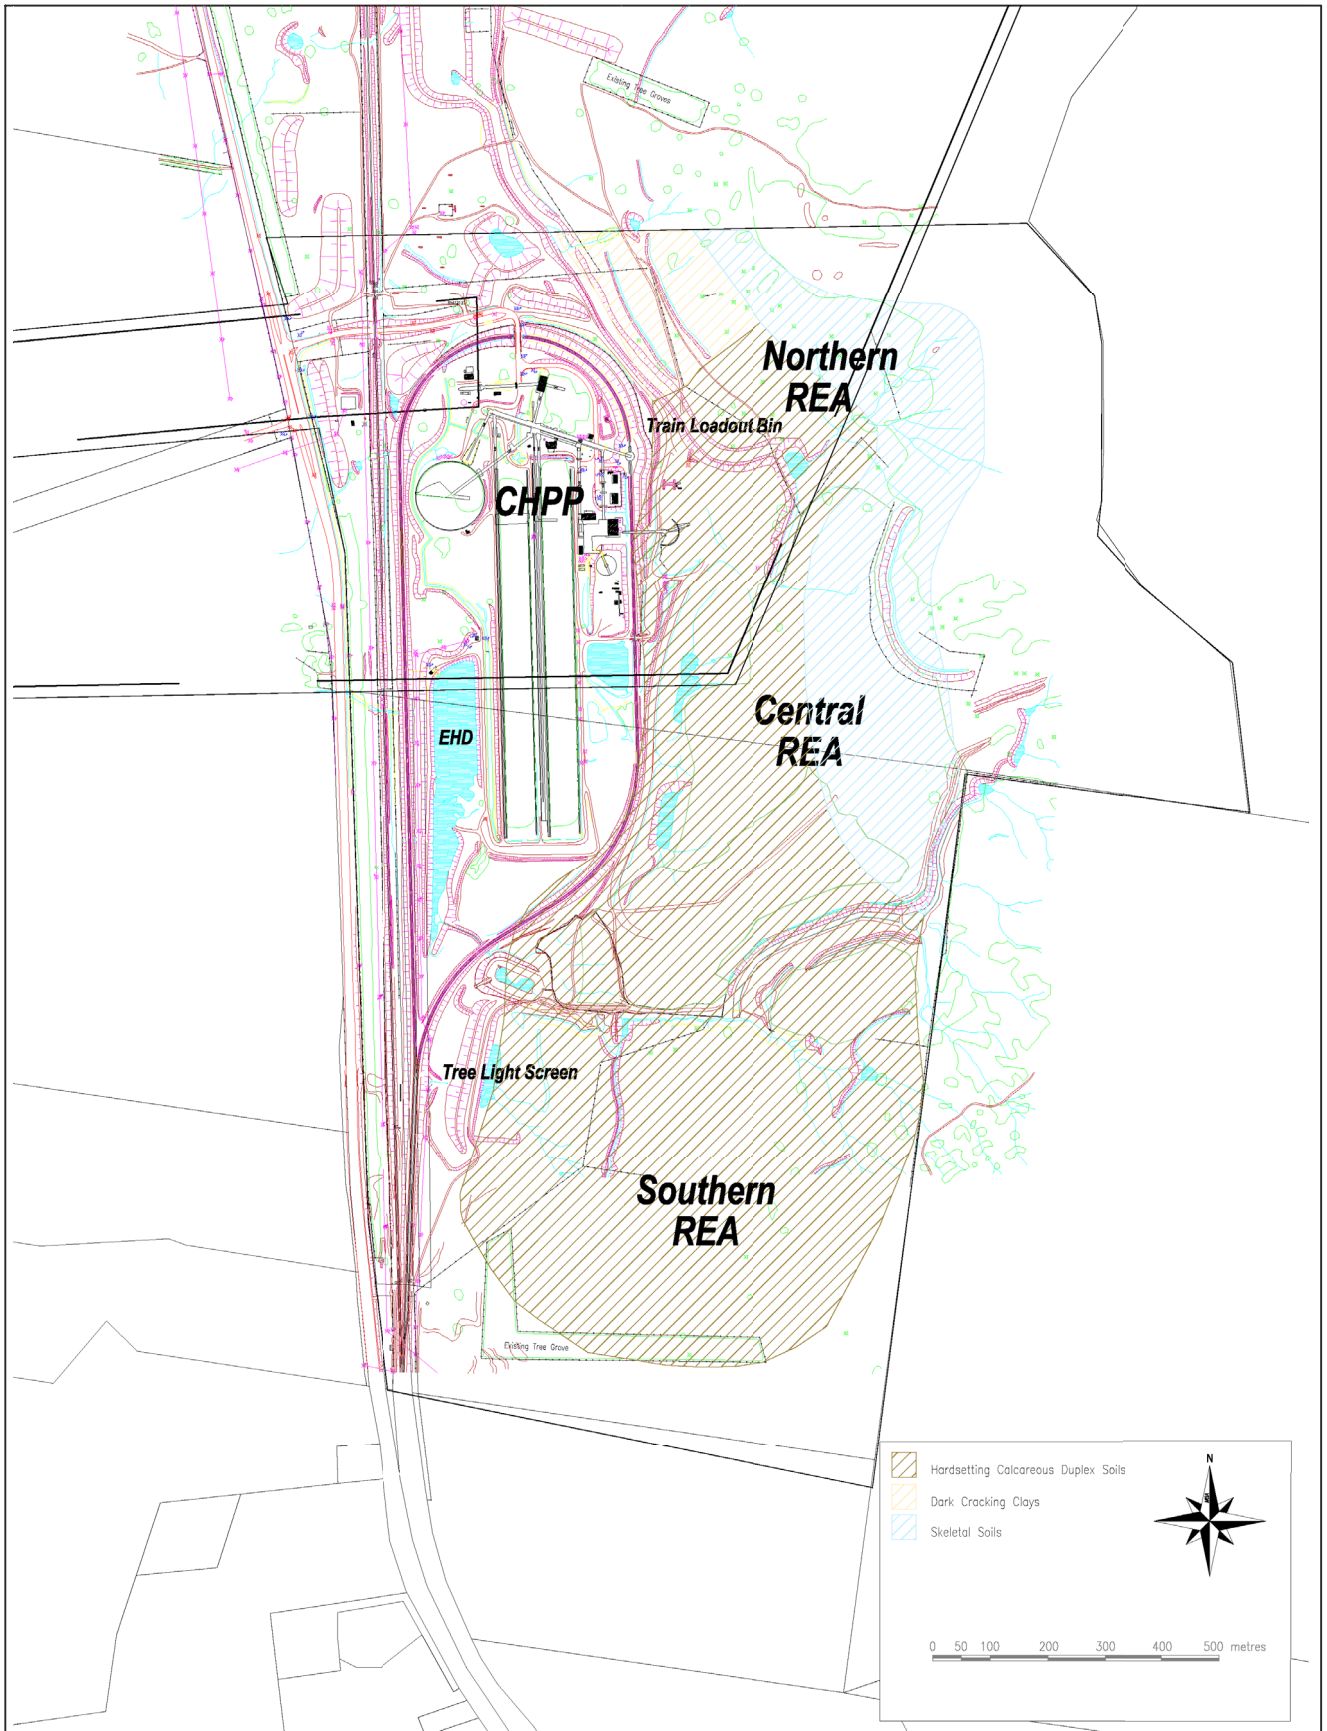 Existing Tree Groves
Northern
REA
Train Loadout Bin
CHPP
Central
REA
EHD
Tree Light Screen
Southern
REA
Existing Tree Grove
Hardsetting Calcareous Duplex Soils
Dark Cracking Clays
Skeletal Soils
N
0 50 100 200 300 400 500 metres